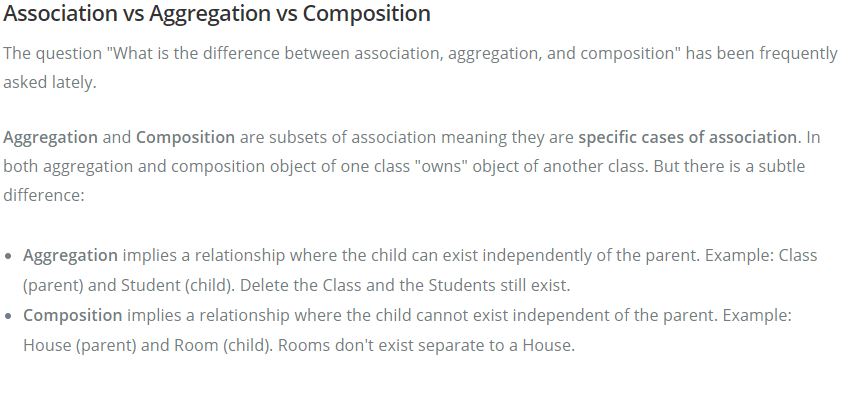 Association vs Aggregation vs Composition
The question "What is the difference between association, aggregation, and composition" has been frequently
asked lately.
Aggregation and Composition are subsets of association meaning they are specific cases of association. In
both aggregation and composition object of one class "owns" object of another class. But there is a subtle
difference:
• Aggregation implies a relationship where the child can exist independently of the parent. Example: Class
(parent) and Student (child). Delete the Class and the Students still exist.
• Composition implies a relationship where the child cannot exist independent of the parent. Example:
House (parent) and Room (child). Rooms don't exist separate to a House.